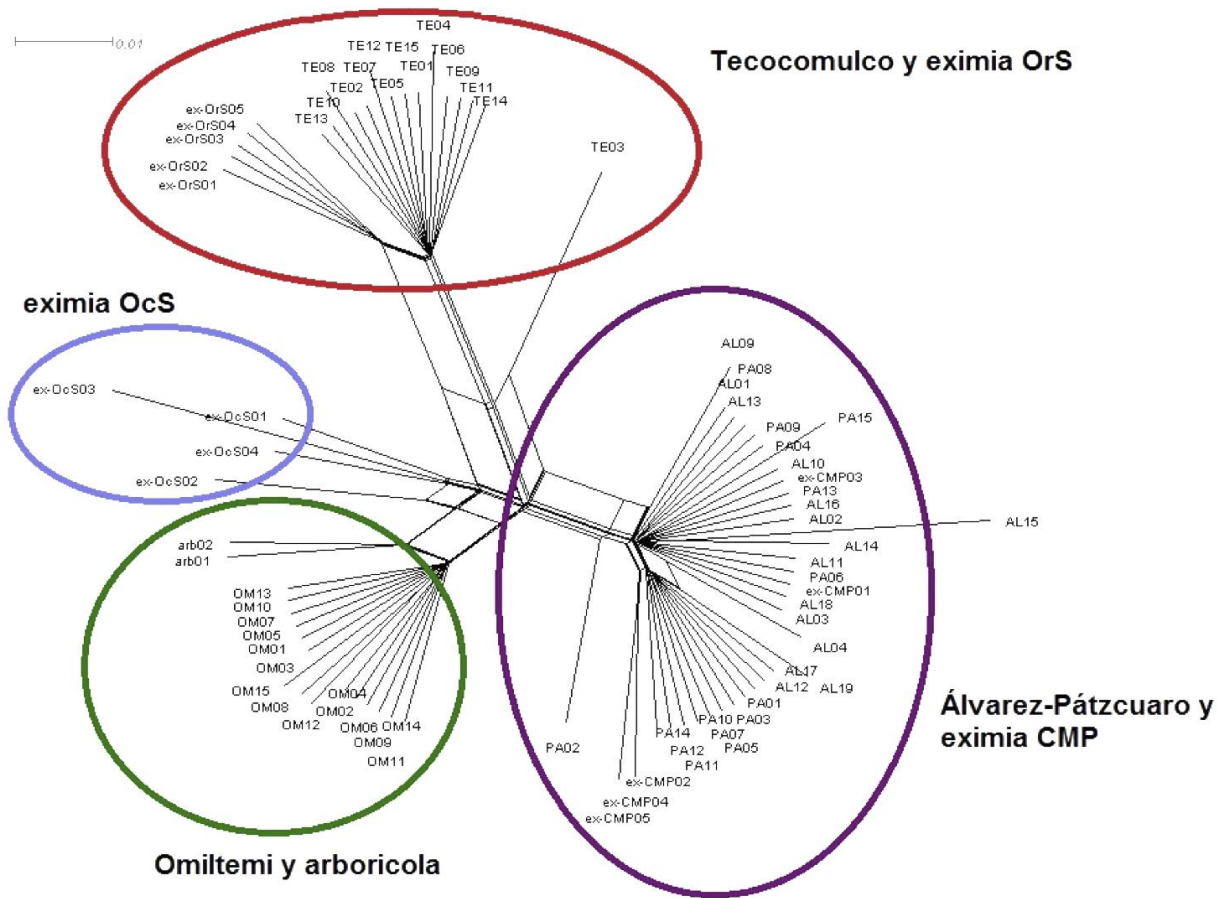 0.01
TE04
TE12 TE15 TE06
TE08 TE07 TE01 TE09
TE02 TE05 TE11
TE10 TE14
TE13
Tecocomulco y eximia OrS
ex-OrS05
ex-OrS04
ex-OrS03
ex-OrS02
ex-OrS01
TE03
eximia OcS
ex-OcS03
ex-OcS01
ex-OcS04
ex-OcS02
AL09
PA08
AL01
AL13
PA15
PA09
PA04
AL10
ex-CMP03
PA13
AL16
AL02
AL15
AL14
AL11
PA06
ex-CMP01
AL18
AL03
AL04
AL17
AL12 AL19
PA01
PA10 PA03
PA14 PA07
PA12 PA05
PA11
PA02
ex-CMP02
ex-CMP04
ex-CMP05
Álvarez-Pátzcuaro y
eximia CMP
arb02
arb01
OM13
OM10
OM07
OM05
OM01
OM03
OM15 OM04
OM08 OM02
OM12 OM06 OM14
OM09
OM11
Omiltemi y arboricola